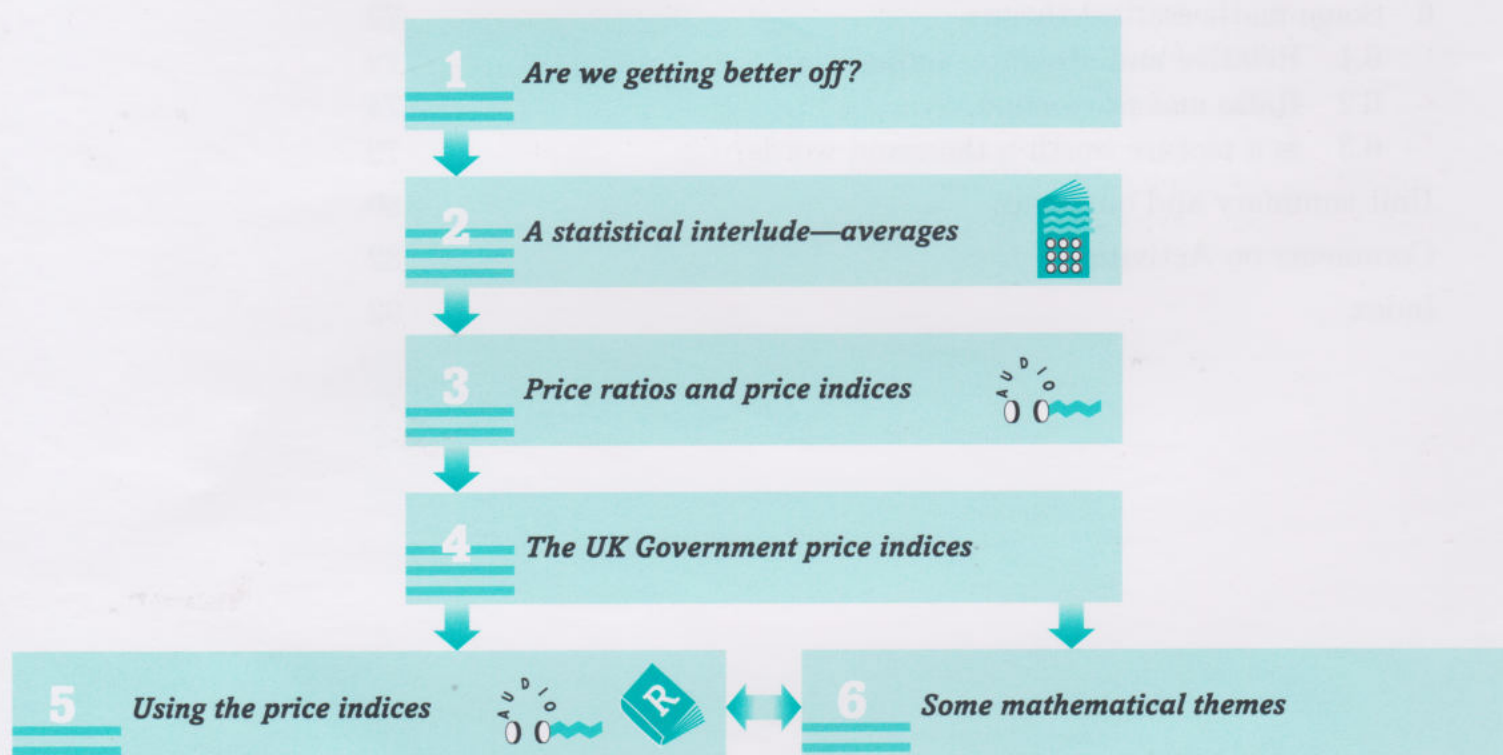 1 Are we getting better off?
2 A statistical interlude—averages
3 Price ratios and price indices
AUDIO
4 The UK Government price indices
5 Using the price indices
AUDIO
R
6 Some mathematical themes